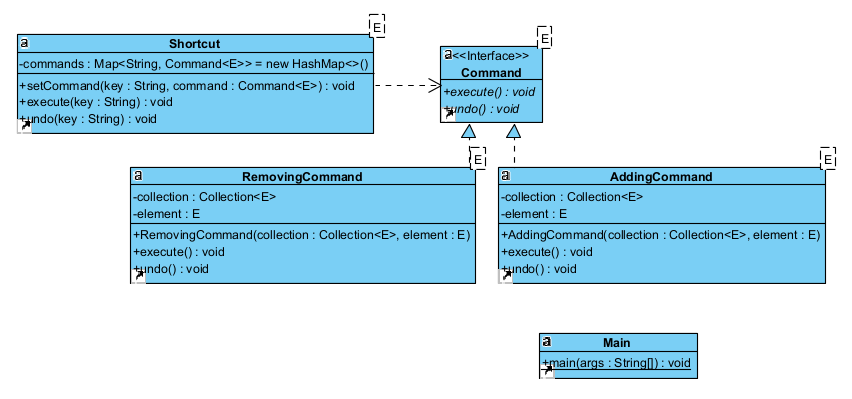 E
a
Shortcut
-commands : Map<String, Command<E>> = new HashMap<>()
+setCommand(key : String, command : Command<E>) : void
+execute(key : String) : void
+undo(key : String) : void
E
a
<<Interface>>
Command
+execute() : void
+undo() : void
E
a
RemovingCommand
-collection : Collection<E>
-element : E
+RemovingCommand(collection : Collection<E>, element : E)
+execute() : void
+undo() : void
E
a
AddingCommand
-collection : Collection<E>
-element : E
+AddingCommand(collection : Collection<E>, element : E)
+execute() : void
+undo() : void
a
Main
+main(args : String[]) : void